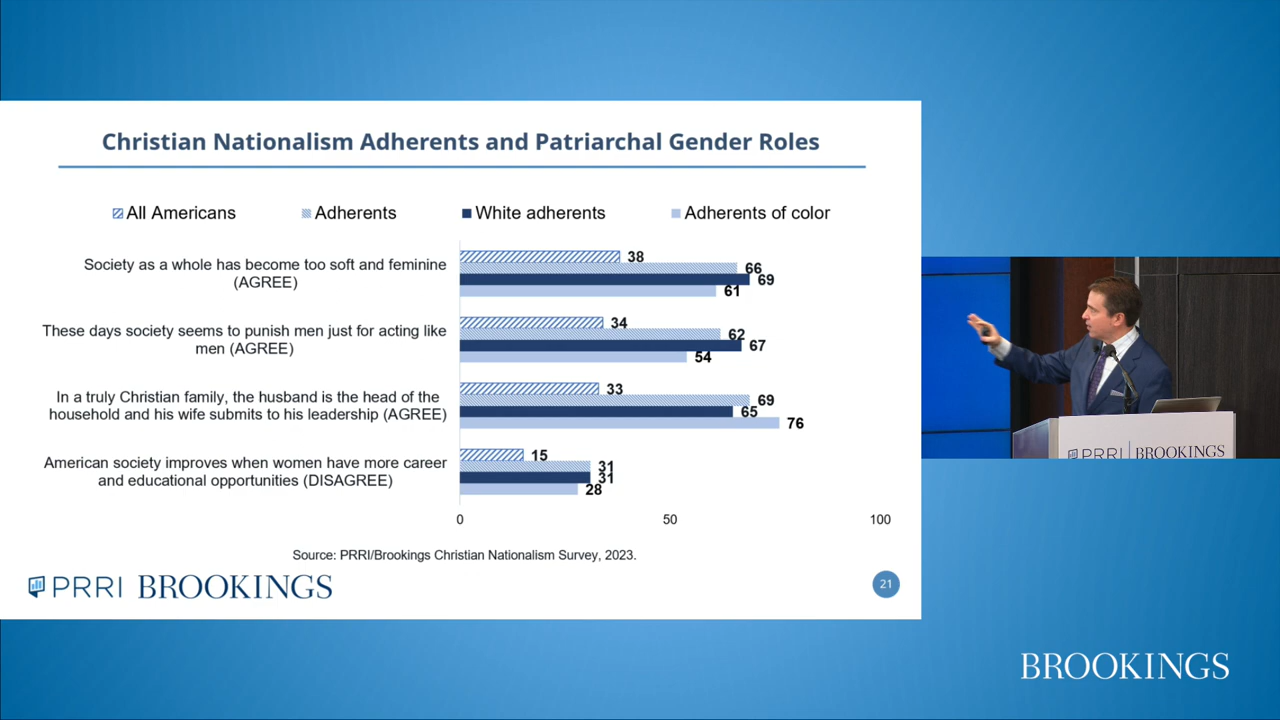 Christian Nationalism Adherents and Patriarchal Gender Roles
All Americans
Adherents
White adherents
Adherents of color
Society as a whole has become too soft and feminine
(AGREE)
38
66
69
61
These days society seems to punish men just for acting like
men (AGREE)
34
62
67
54
In a truly Christian family, the husband is the head of the
household and his wife submits to his leadership (AGREE)
33
69
65
76
American society improves when women have more career
and educational opportunities (DISAGREE)
15
31
31
28
0
50
100
Source: PRRI/Brookings Christian Nationalism Survey, 2023.
PRRI BROOKINGS
21
PRRI BROOKINGS
BROOKINGS